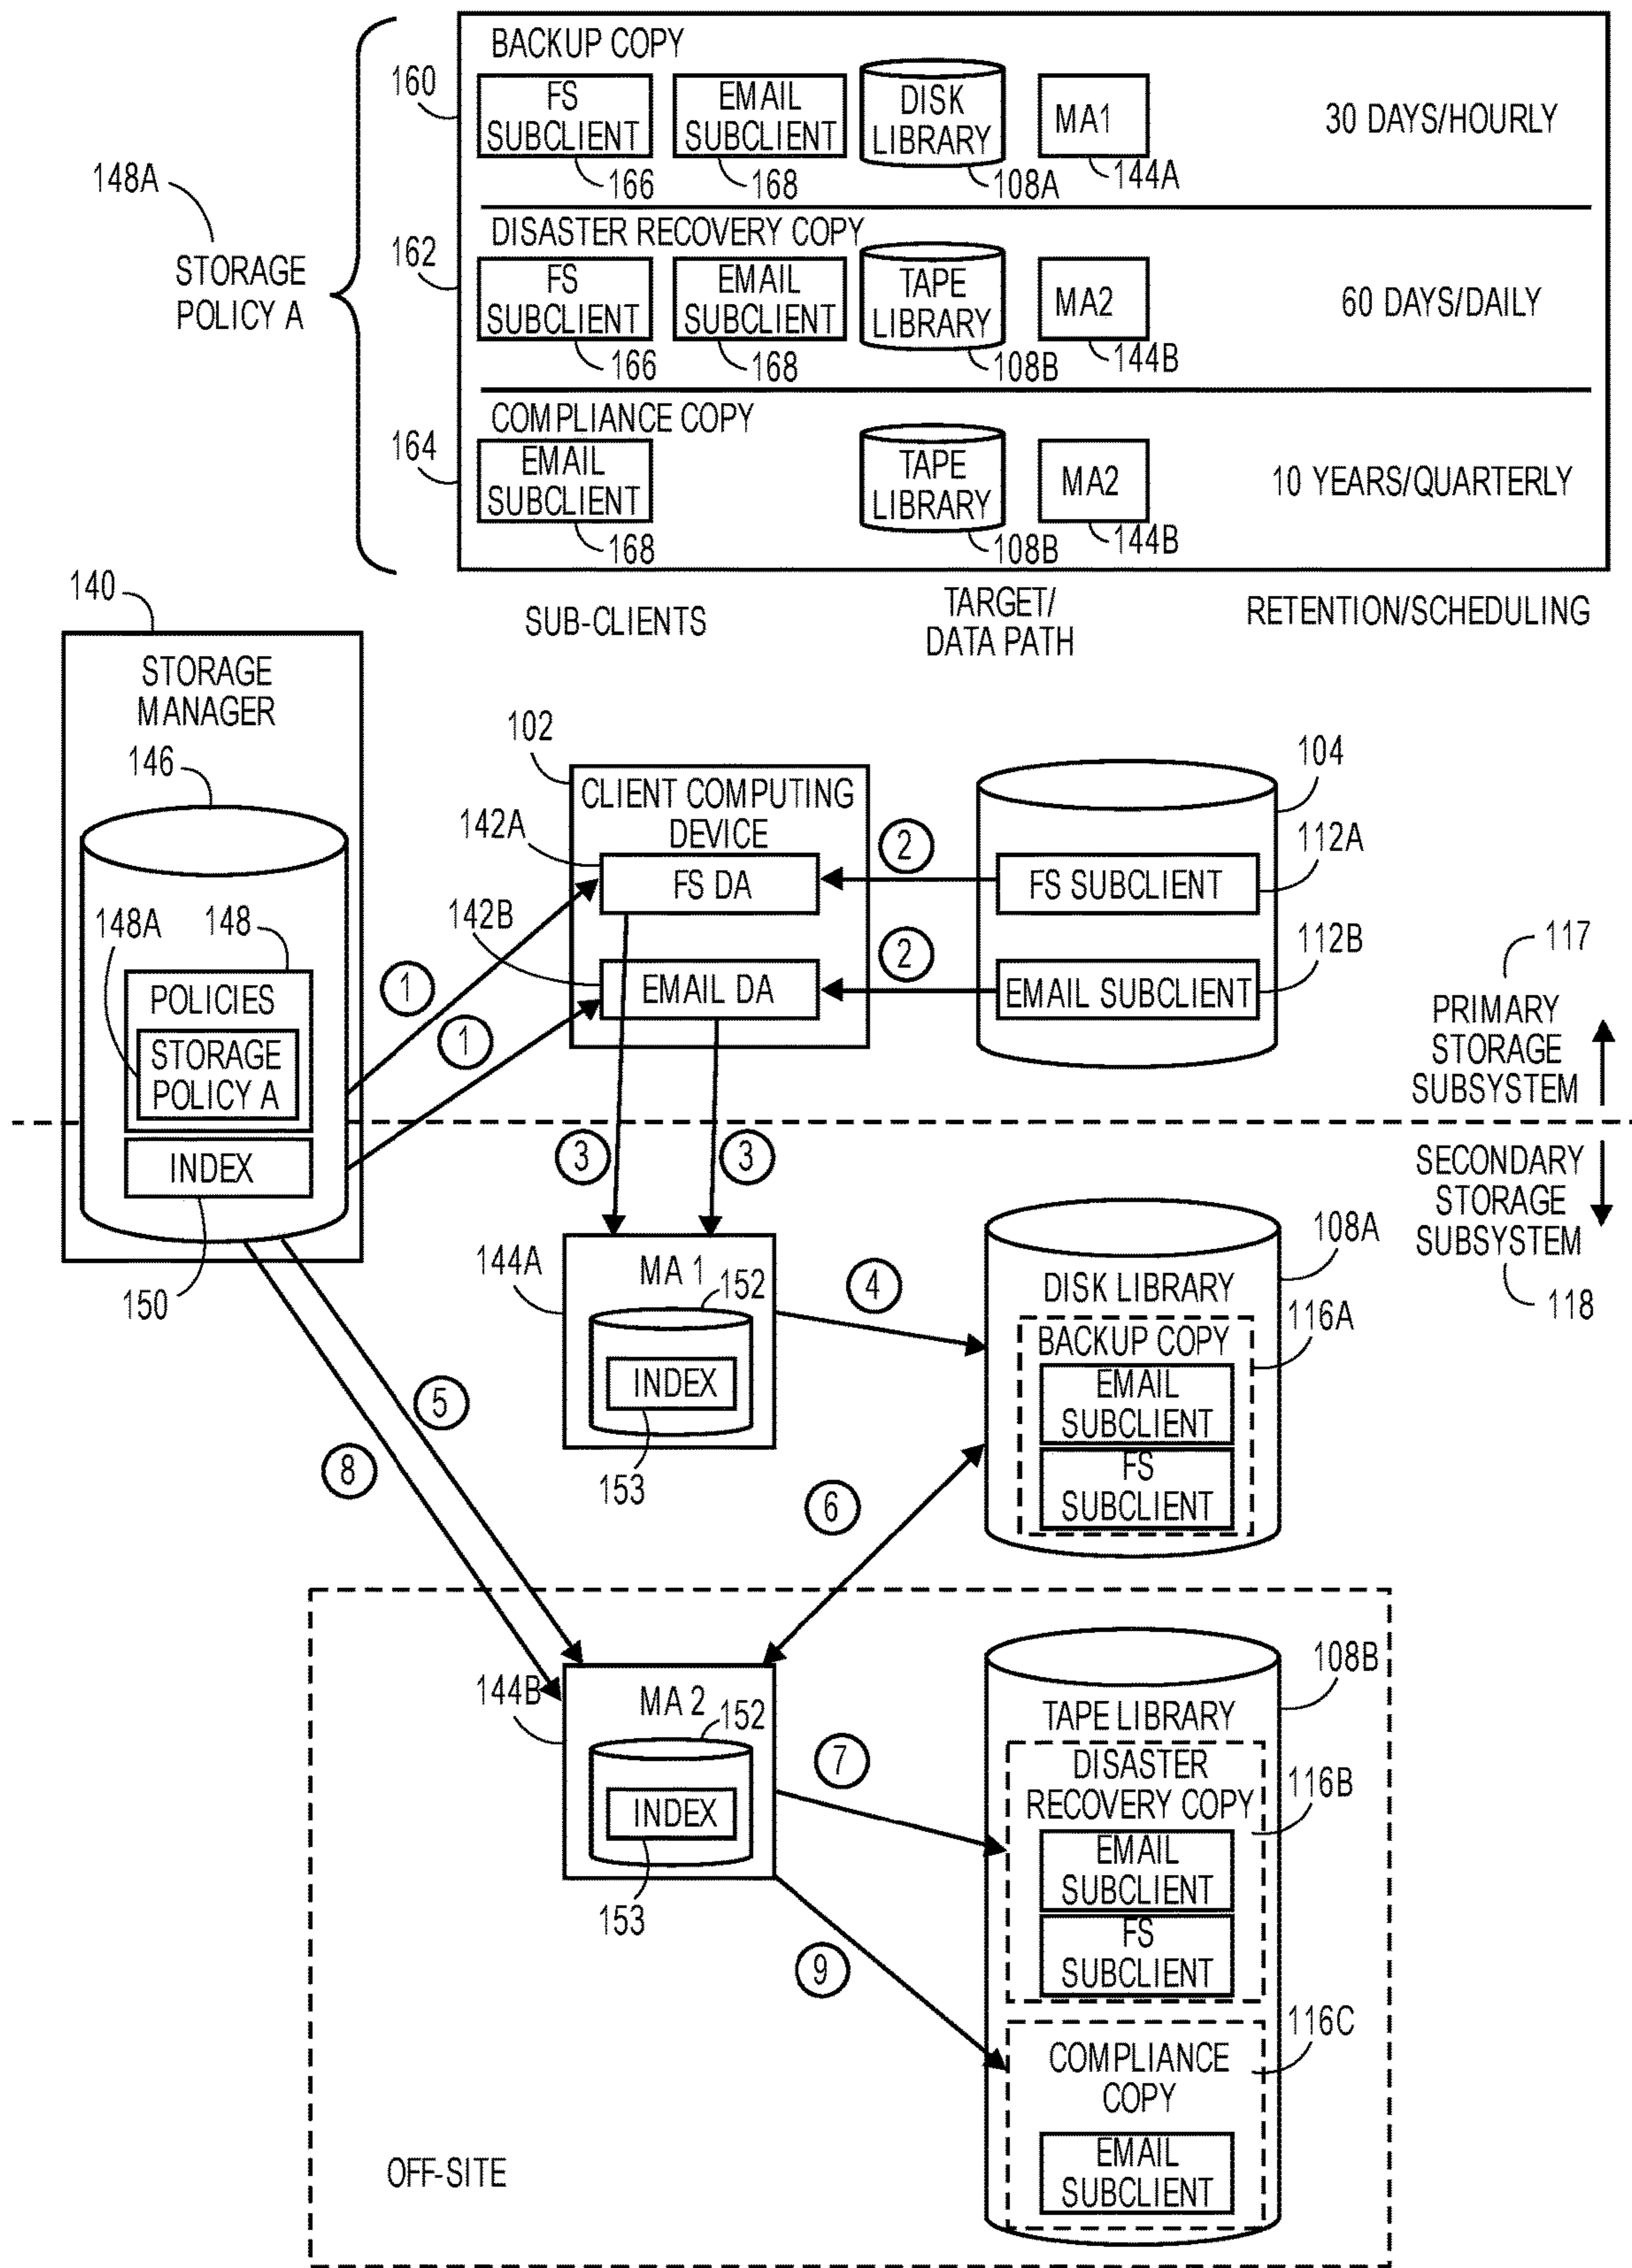 BACKUP COPY
160
FS
SUBCLIENT
166
EMAIL
SUBCLIENT
168
DISK
LIBRARY
108A
MA1
144A
30 DAYS/HOURLY
148A
STORAGE
POLICY A
DISASTER RECOVERY COPY
162
FS
SUBCLIENT
166
EMAIL
SUBCLIENT
168
TAPE
LIBRARY
108B
MA2
144B
60 DAYS/DAILY
COMPLIANCE COPY
164
EMAIL
SUBCLIENT
168
TAPE
LIBRARY
108B
MA2
144B
10 YEARS/QUARTERLY
SUB-CLIENTS
TARGET/
DATA PATH
RETENTION/SCHEDULING
140
STORAGE
MANAGER
146
148A
148
POLICIES
STORAGE
POLICY A
INDEX
150
1
1
102
CLIENT COMPUTING
DEVICE
142A
FS DA
142B
EMAIL DA
2
2
104
112A
FS SUBCLIENT
112B
EMAIL SUBCLIENT
117
PRIMARY
STORAGE
SUBSYSTEM
SECONDARY
STORAGE
SUBSYSTEM
118
3
3
144A
MA 1
152
INDEX
153
4
108A
DISK LIBRARY
116A
BACKUP COPY
EMAIL
SUBCLIENT
FS
SUBCLIENT
5
8
6
144B
MA 2
152
INDEX
153
7
9
108B
TAPE LIBRARY
DISASTER
RECOVERY COPY
116B
EMAIL
SUBCLIENT
FS
SUBCLIENT
116C
COMPLIANCE
COPY
EMAIL
SUBCLIENT
OFF-SITE